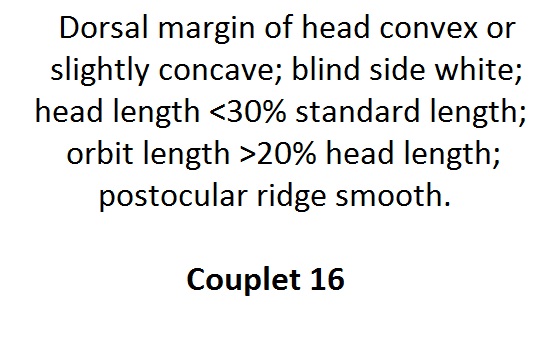 Dorsal margin of head convex or
slightly concave; blind side white;
head length <30% standard length;
orbit length >20% head length;
postocular ridge smooth.
Couplet 16